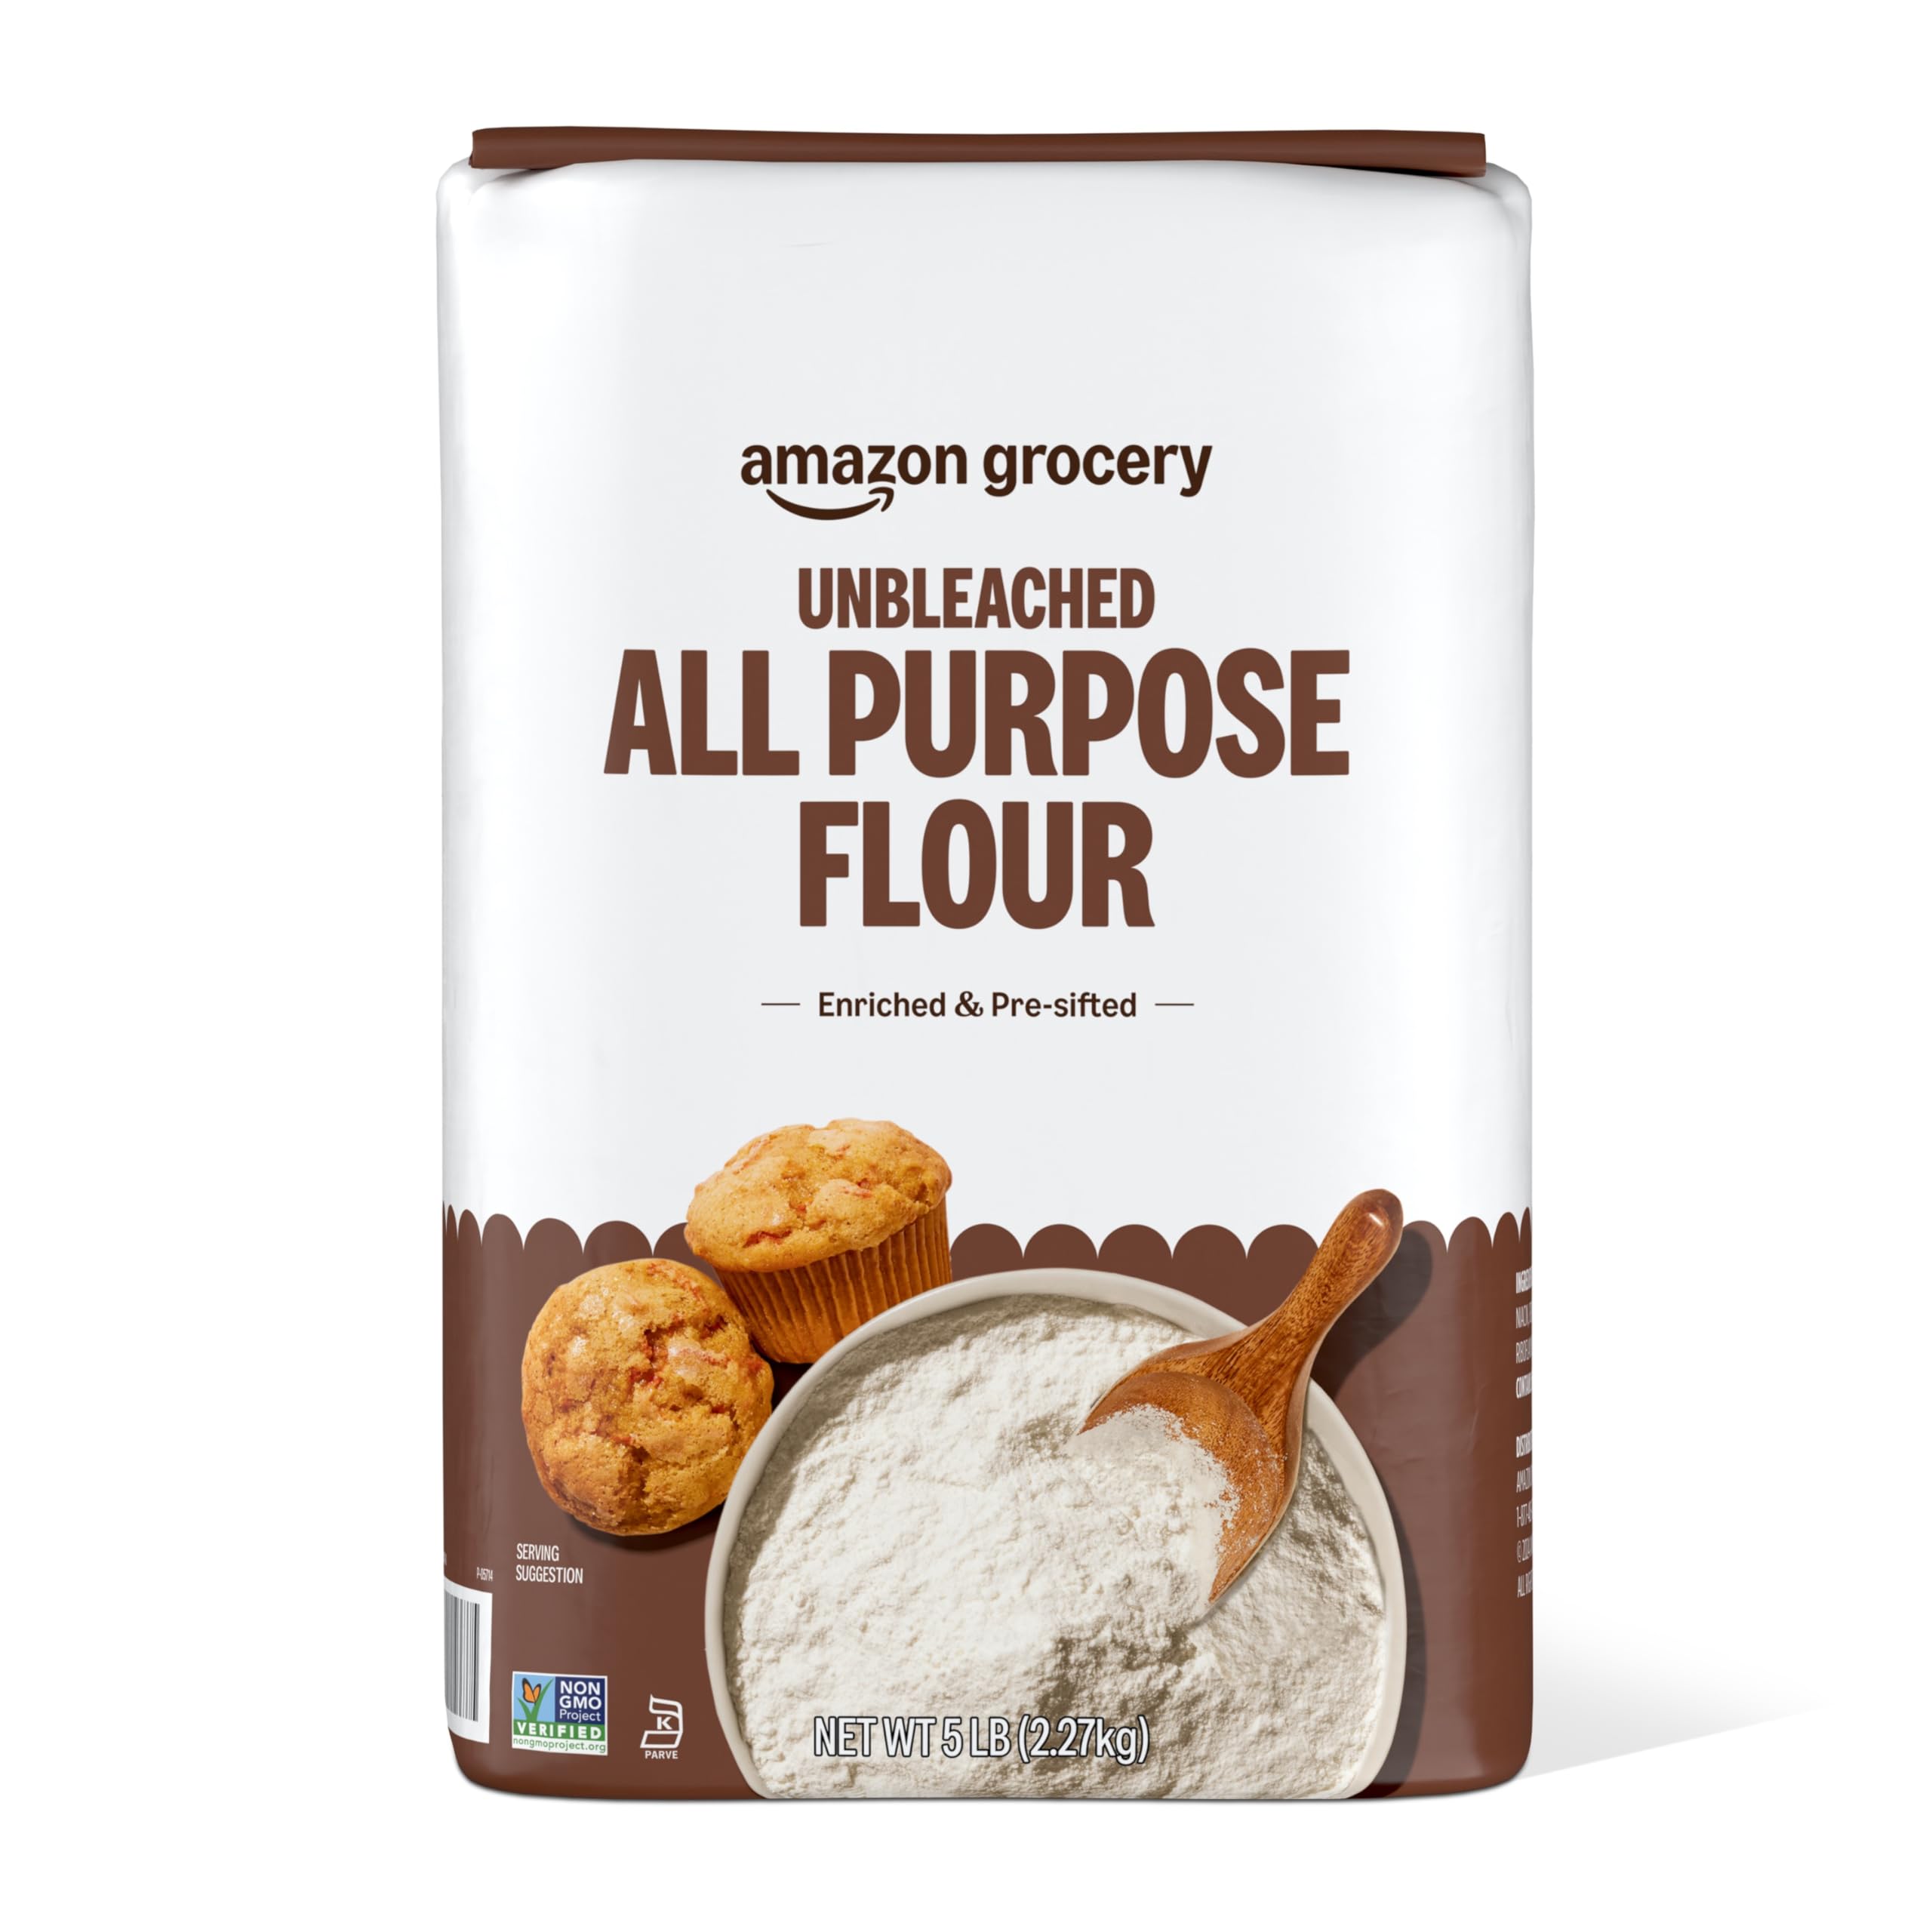 amazon grocery
UNBLEACHED
ALL PURPOSE
FLOUR
Enriched & Pre-sifted
SERVING
SUGGESTION
NON
GMO
Project
VERIFIED
nongmoproject.org
K
PARVE
NET WT 5 LB (2.27kg)